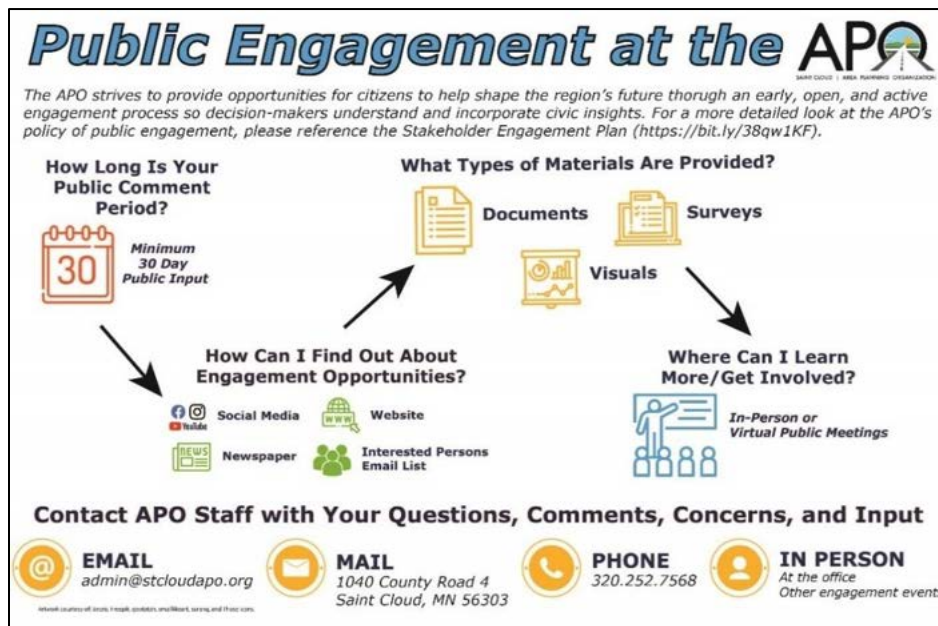 Public Engagement at the APO
SAINT CLOUD | AREA PLANNING ORGANIZATION
The APO strives to provide opportunities for citizens to help shape the region's future thorugh an early, open, and active
engagement process so decision-makers understand and incorporate civic insights. For a more detailed look at the APO's
policy of public engagement, please reference the Stakeholder Engagement Plan (https://bit.ly/38qw1KF).
How Long Is Your
Public Comment
Period?
30
Minimum
30 Day
Public Input
What Types of Materials Are Provided?
Documents
Surveys
Visuals
How Can I Find Out About
Engagement Opportunities?
YouTube
Social Media
WWW
Website
NEWS
Newspaper
Interested Persons
Email List
Where Can I Learn
More/Get Involved?
In-Person or
Virtual Public Meetings
Contact APO Staff with Your Questions, Comments, Concerns, and Input
@
EMAIL
admin@stcloudapo.org
MAIL
1040 County Road 4
Saint Cloud, MN 56303
PHONE
320.252.7568
IN PERSON
At the office
Other engagement events